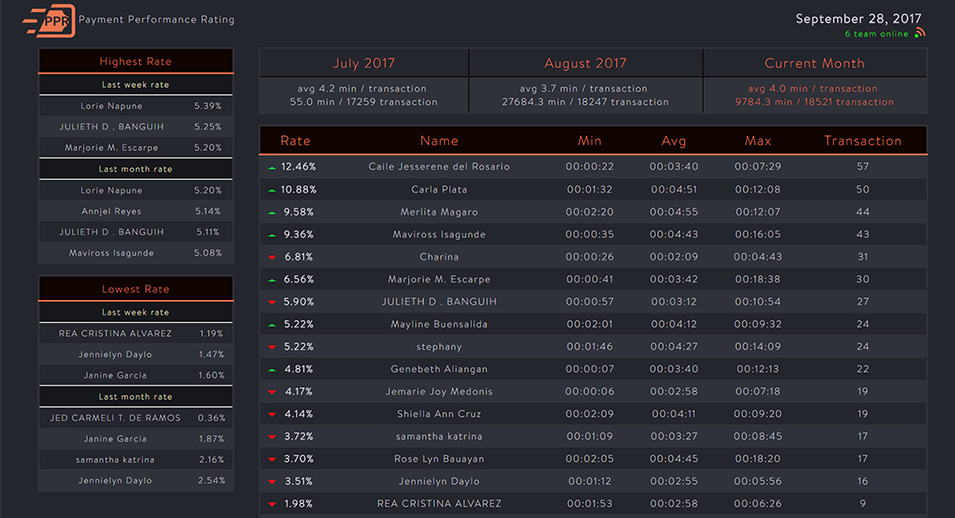 PPR Payment Performance Rating
September 28, 2017
6 team online
Highest Rate
Last week rate
Lorie Napune 5.39%
JULIETH D . BANGUIH 5.25%
Marjorie M. Escarpe 5.20%
Last month rate
Lorie Napune 5.20%
Annjel Reyes 5.14%
JULIETH D . BANGUIH 5.11%
Maviross Isagunde 5.08%
Lowest Rate
Last week rate
REA CRISTINA ALVAREZ 1.19%
Jennielyn Daylo 1.47%
Janine Garcia 1.60%
Last month rate
JED CARMELI T. DE RAMOS 0.36%
Janine Garcia 1.87%
samantha katrina 2.16%
Jennielyn Daylo 2.54%
July 2017 August 2017 Current Month
avg 4.2 min / transaction avg 3.7 min / transaction avg 4.0 min / transaction
55.0 min / 17259 transaction 27684.3 min / 18247 transaction 9784.3 min / 18521 transaction
Rate Name Min Avg Max Transaction
12.46% Caile Jesserene del Rosario 00:00:22 00:03:40 00:07:29 57
10.88% Carla Plata 00:01:32 00:04:51 00:12:08 50
9.58% Merlita Magaro 00:02:20 00:04:55 00:12:07 44
9.36% Maviross Isagunde 00:00:35 00:04:43 00:16:05 43
6.81% Charina 00:00:26 00:02:09 00:04:43 31
6.56% Marjorie M. Escarpe 00:00:41 00:03:42 00:18:38 30
5.90% JULIETH D . BANGUIH 00:00:57 00:03:12 00:10:54 27
5.22% Mayline Buensalida 00:02:01 00:04:12 00:09:32 24
5.22% stephany 00:01:46 00:04:27 00:14:09 24
4.81% Genebeth Aliangan 00:00:07 00:03:40 00:12:13 22
4.17% Jemarie Joy Medonis 00:00:06 00:02:58 00:07:18 19
4.14% Shiella Ann Cruz 00:02:09 00:04:11 00:09:20 19
3.72% samantha katrina 00:01:09 00:03:27 00:08:45 17
3.70% Rose Lyn Bauayan 00:02:05 00:04:45 00:18:20 17
3.51% Jennielyn Daylo 00:01:12 00:02:55 00:05:56 16
1.98% REA CRISTINA ALVAREZ 00:01:53 00:02:58 00:06:26 9